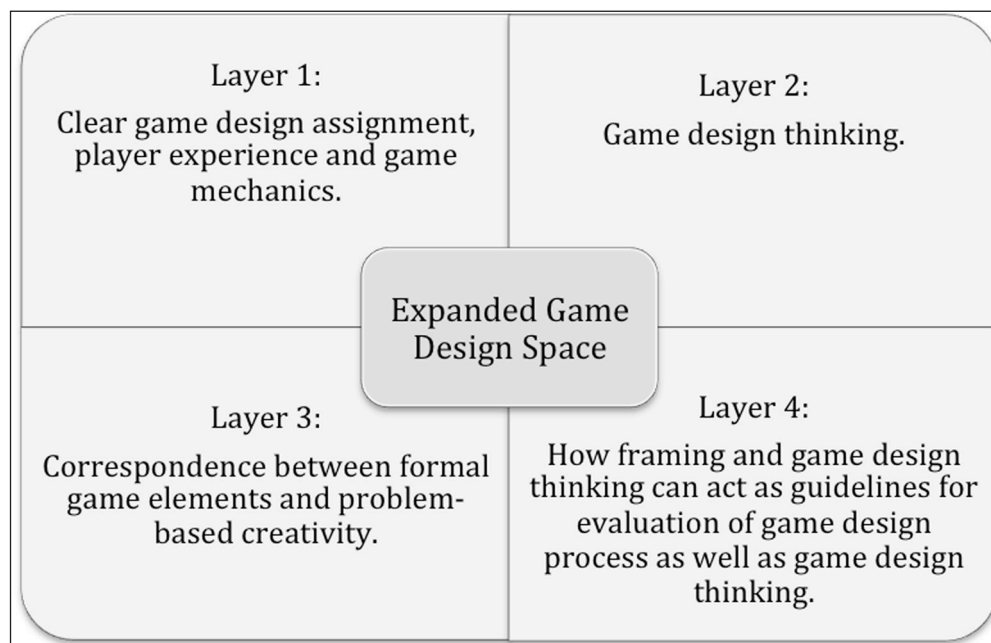 Layer 1:
Clear game design assignment,
player experience and game
mechanics.
Layer 2:
Game design thinking.
Expanded Game
Design Space
Layer 3:
Correspondence between formal
game elements and problem-
based creativity.
Layer 4:
How framing and game design
thinking can act as guidelines for
evaluation of game design
process as well as game design
thinking.